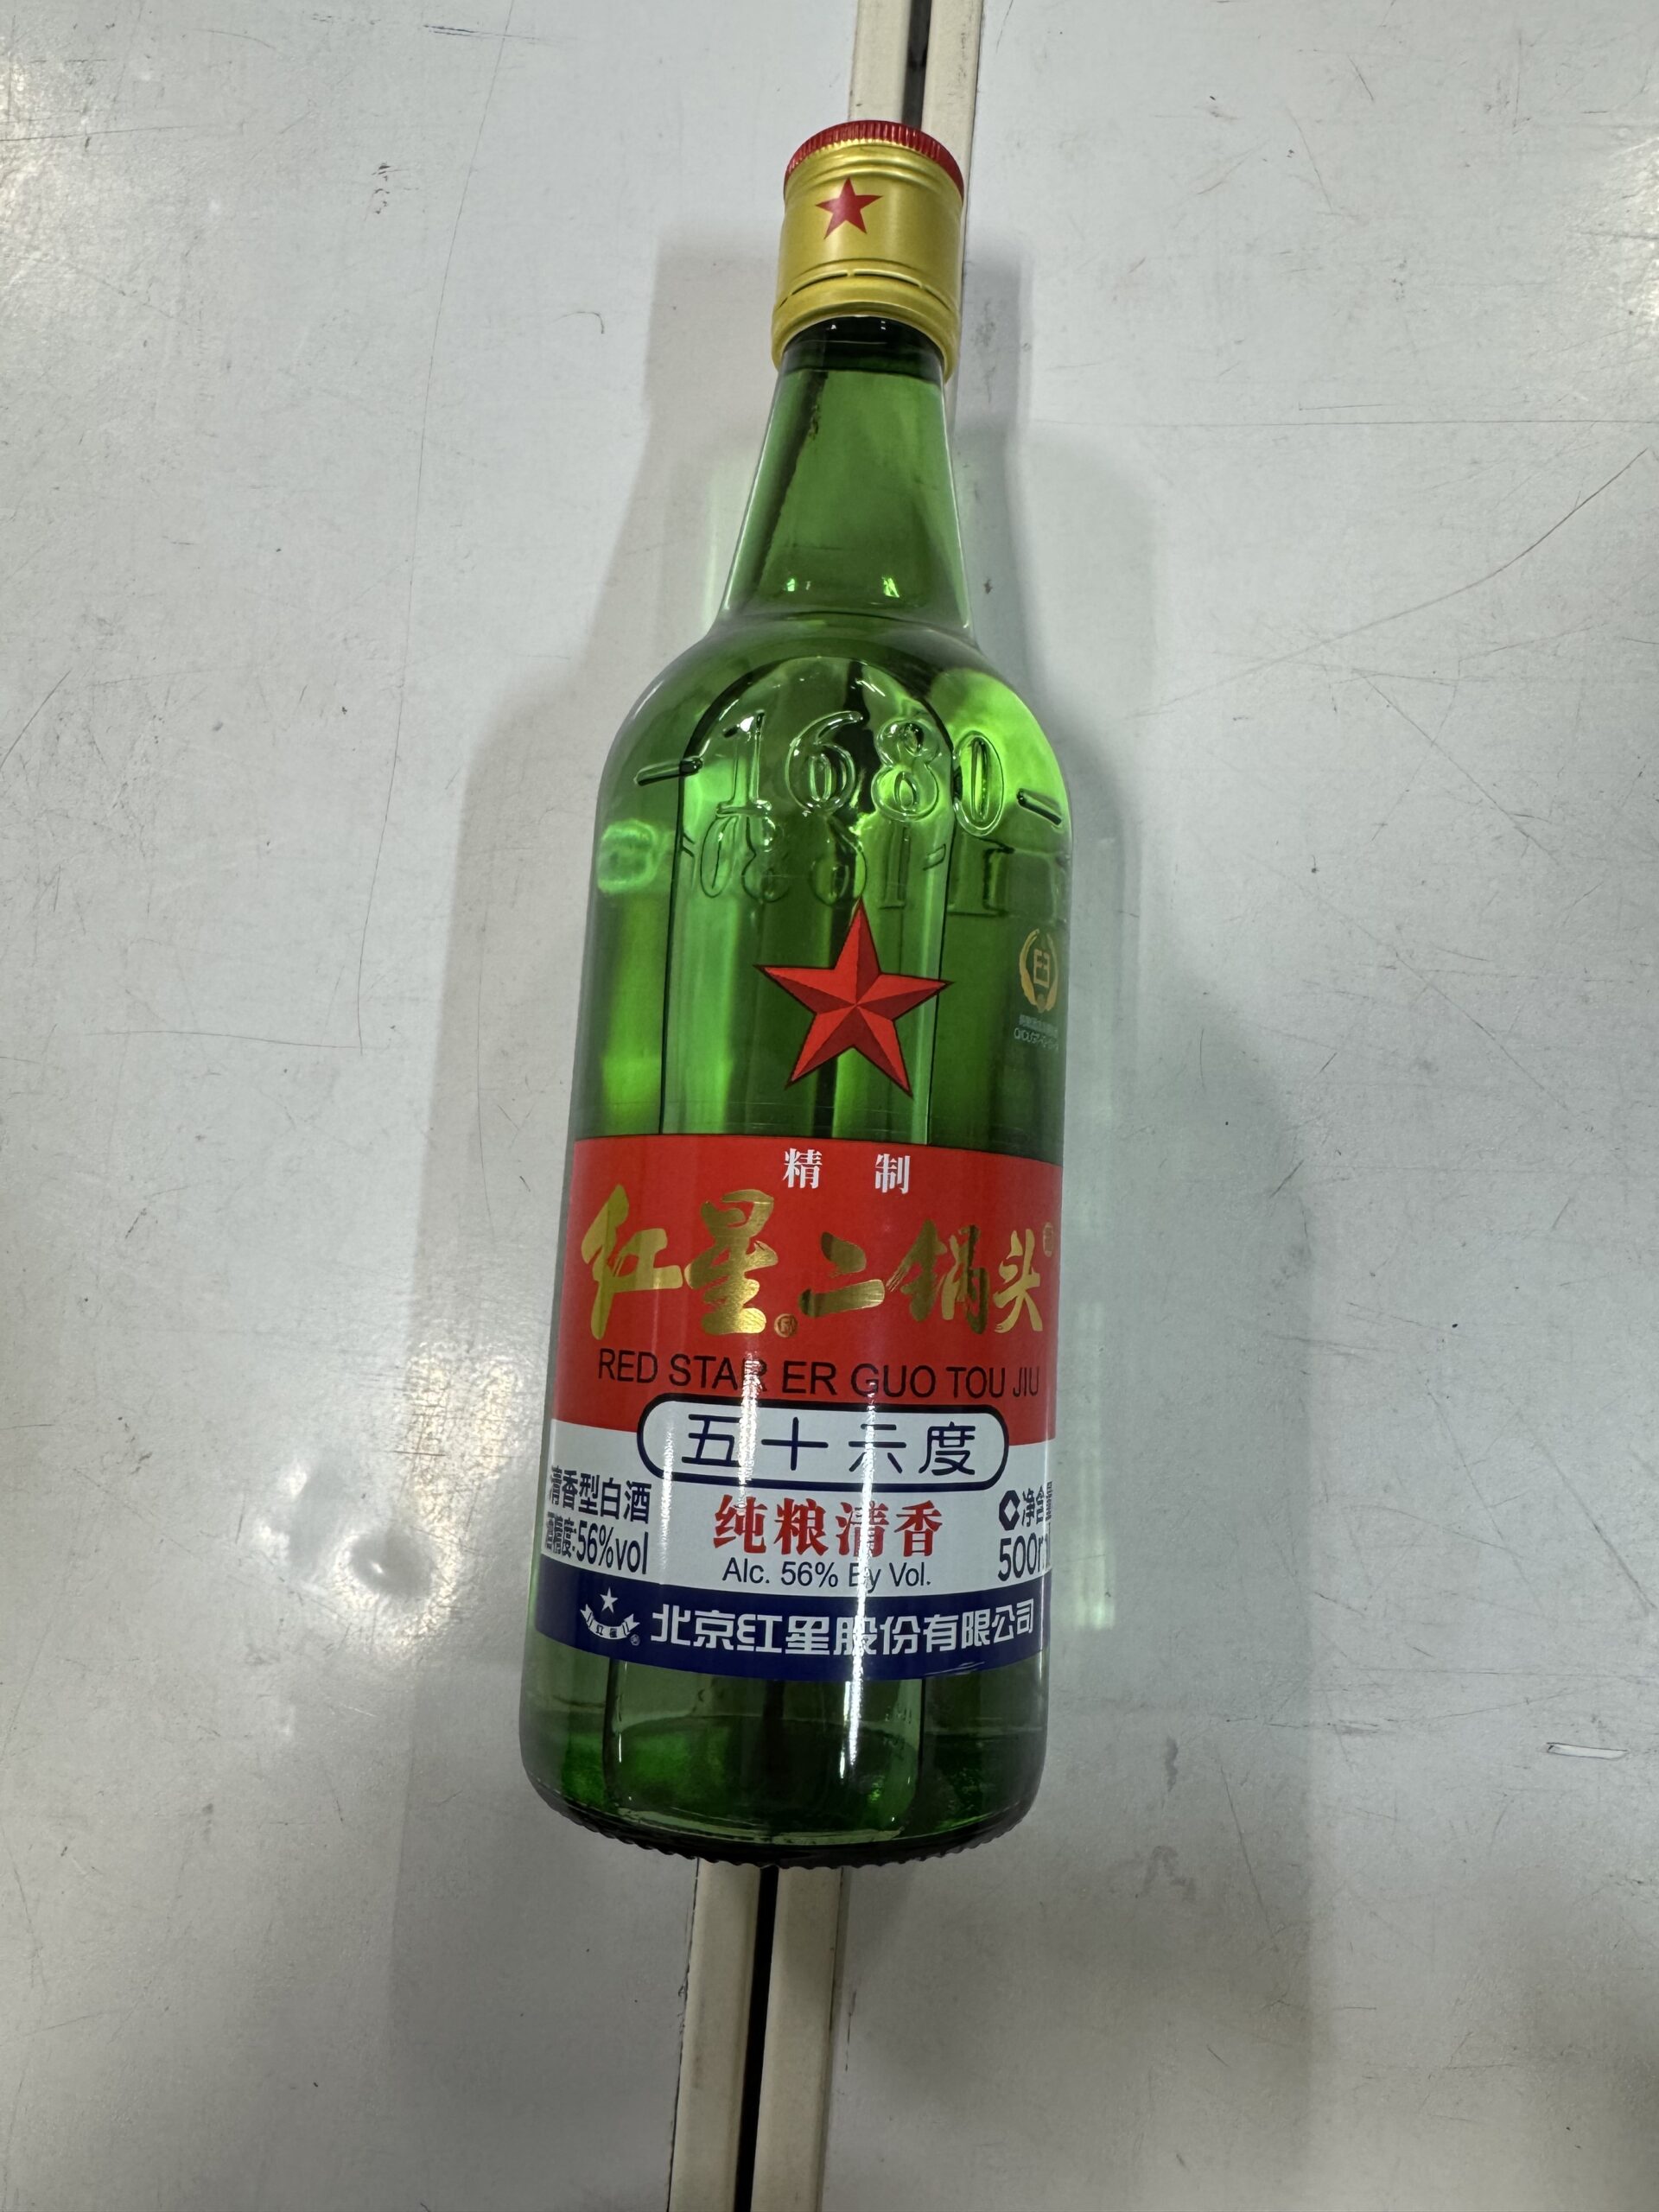 -1680-
精 制
红星®二锅头
RED STAR ER GUO TOU JIU
五十六度
清香型白酒
酒精度:56%vol
纯粮清香
Alc. 56% By Vol.
净含量
500ml
北京红星股份有限公司